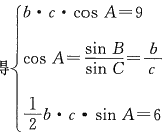 得
b·c·cos A=9
cos A=sin B/sin C=b/c
1/2 b·c·sin A=6